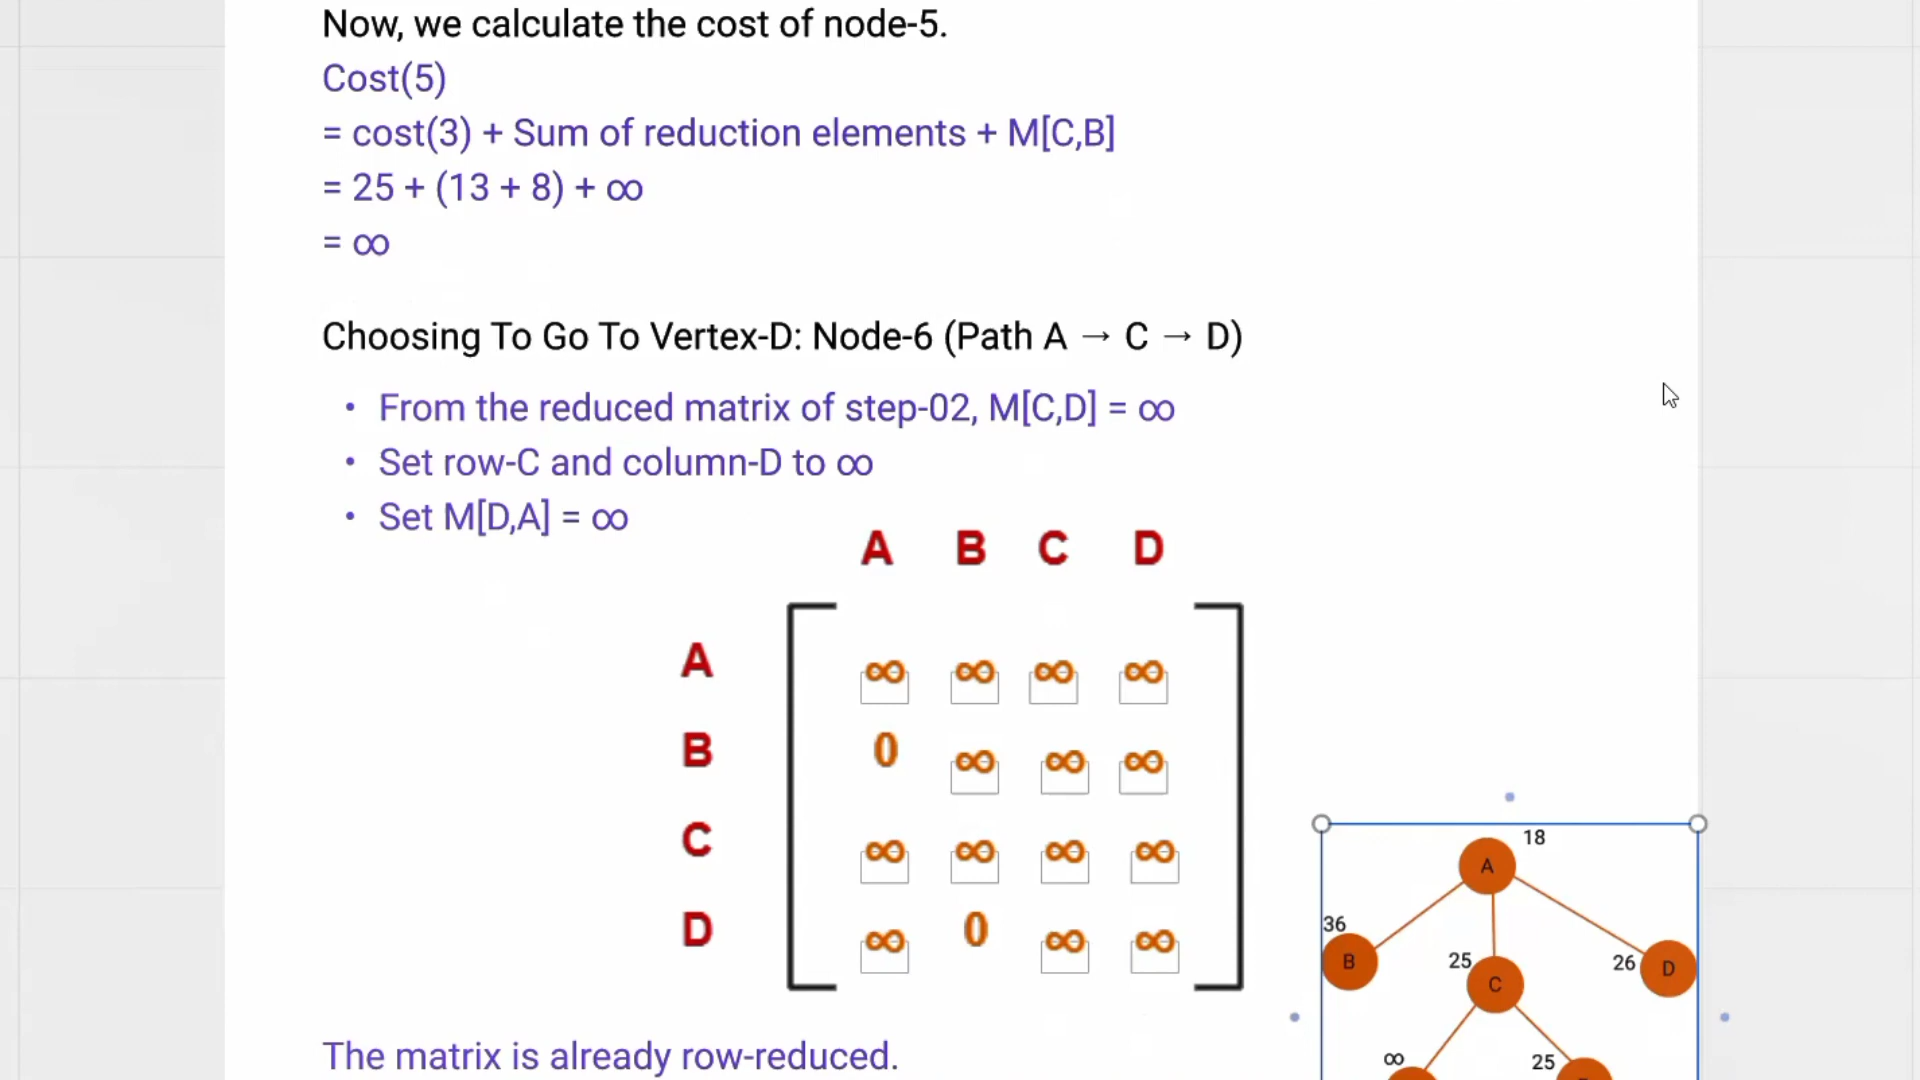 Now, we calculate the cost of node-5.
Cost(5)
= cost(3) + Sum of reduction elements + M[C,B]
= 25 + (13 + 8) + ∞
= ∞
Choosing To Go To Vertex-D: Node-6 (Path A → C → D)
• From the reduced matrix of step-02, M[C,D] = ∞
• Set row-C and column-D to ∞
• Set M[D,A] = ∞
A B C D
A ∞ ∞ ∞ ∞
B 0 ∞ ∞ ∞
C ∞ ∞ ∞ ∞
D ∞ 0 ∞ ∞
18
A
36
B
25
C
26
D
∞
25
The matrix is already row-reduced.